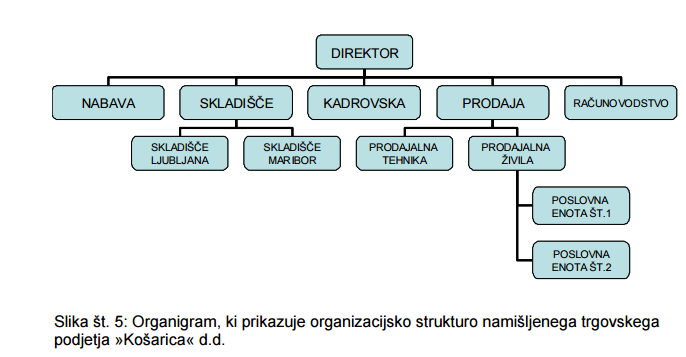 DIREKTOR
NABAVA
SKLADIŠČE
KADROVSKA
PRODAJA
RAČUNOVODSTVO
SKLADIŠČE
LJUBLJANA
SKLADIŠČE
MARIBOR
PRODAJALNA
TEHNIKA
PRODAJALNA
ŽIVILA
POSLOVNA
ENOTA ŠT.1
POSLOVNA
ENOTA ŠT.2
Slika št. 5: Organigram, ki prikazuje organizacijsko strukturo namišljenega trgovskega
podjetja »Košarica« d.d.